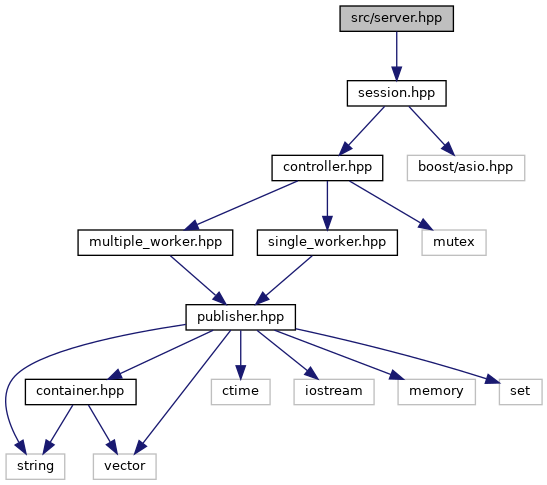 src/server.hpp
session.hpp
controller.hpp
boost/asio.hpp
multiple_worker.hpp
single_worker.hpp
mutex
publisher.hpp
container.hpp
ctime
iostream
memory
set
string
vector